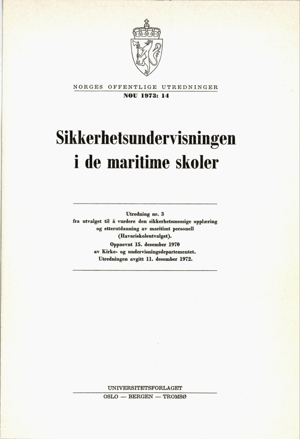 NORGES OFFENTLIGE UTREDNINGER
NOU 1973: 14
Sikkerhetsundervisningen
i de maritime skoler
Utredning nr. 3
fra utvalget til å vurdere den sikkerhetsmessige opplæring
og etterutdanning av maritimt personell
(Havariskoleutvalget).
Oppnevnt 15. desember 1970
av Kirke- og undervisningsdepartementet.
Utredningen avgitt 11. desember 1972.
UNIVERSITETSFORLAGET
OSLO — BERGEN — TROMSØ